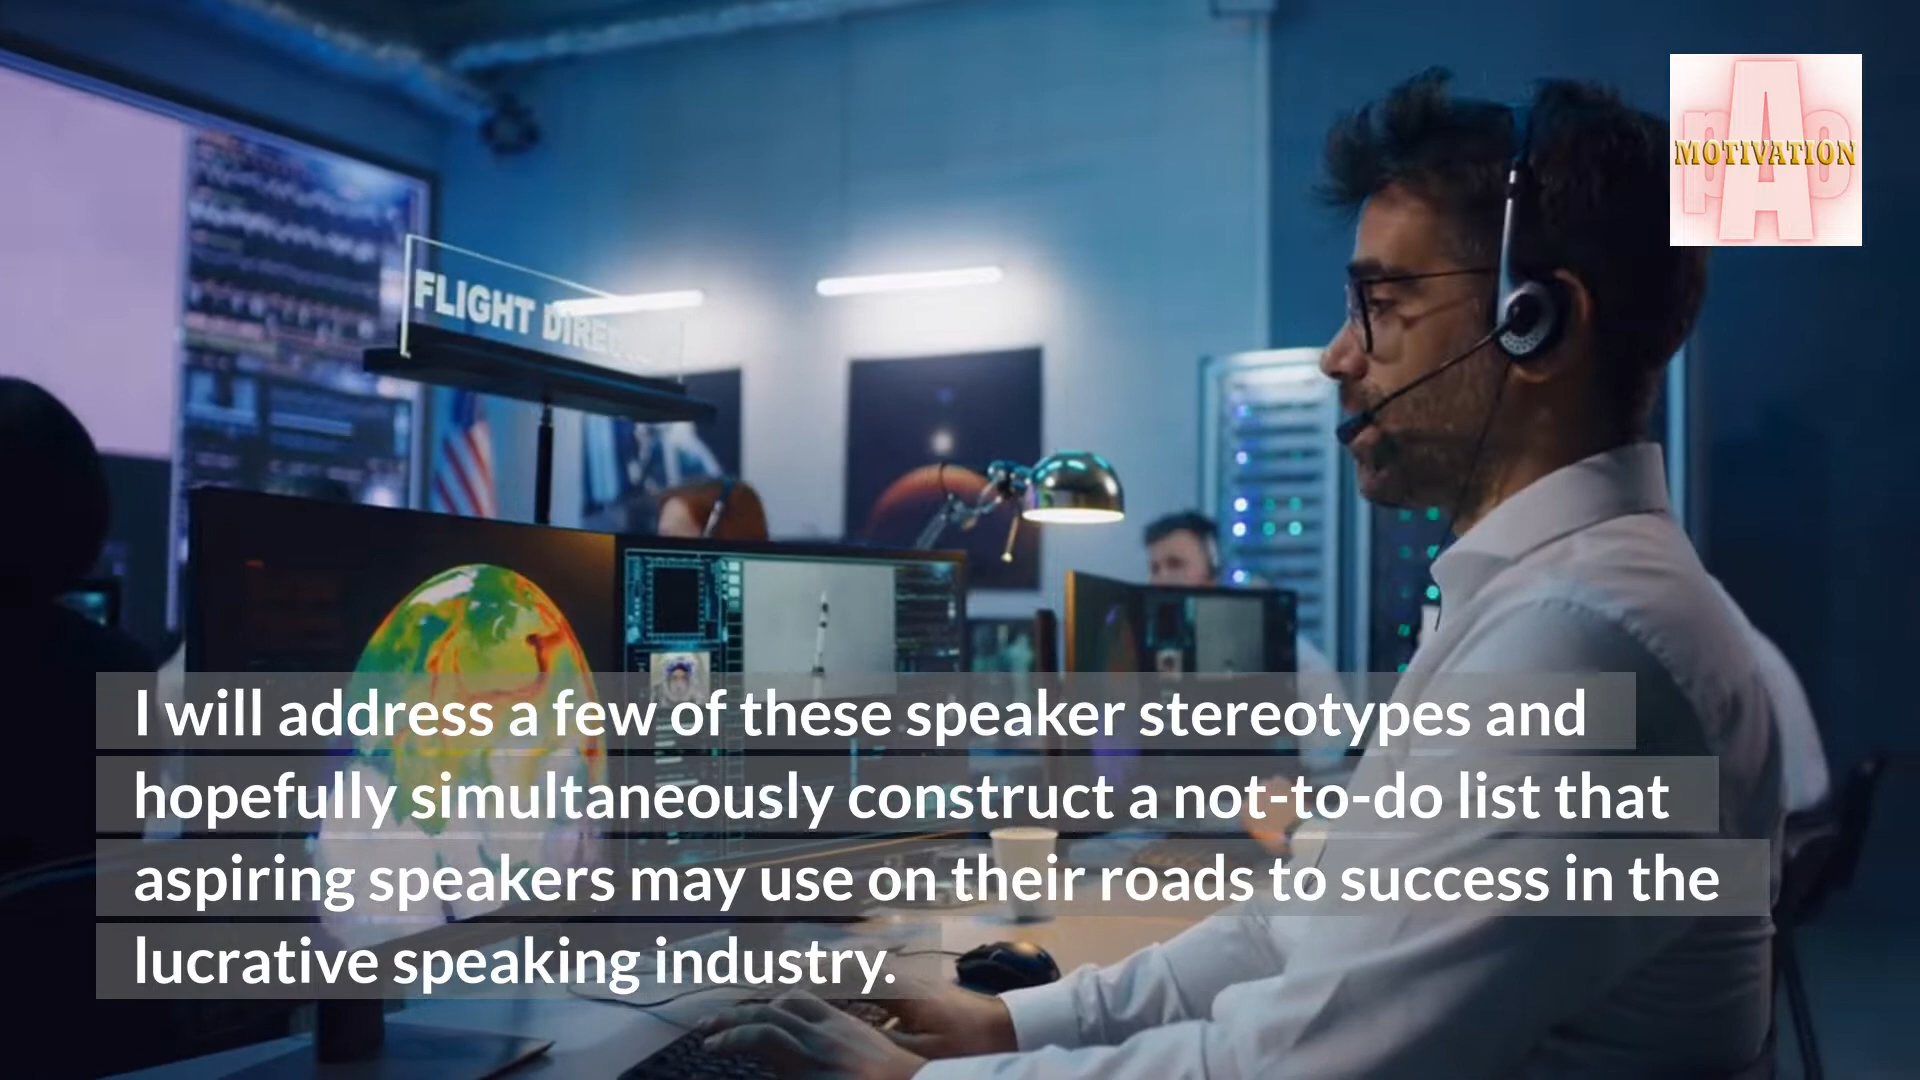 MOTIVATION
FLIGHT
I will address a few of these speaker stereotypes and
hopefully simultaneously construct a not-to-do list that
aspiring speakers may use on their roads to success in the
lucrative speaking industry.